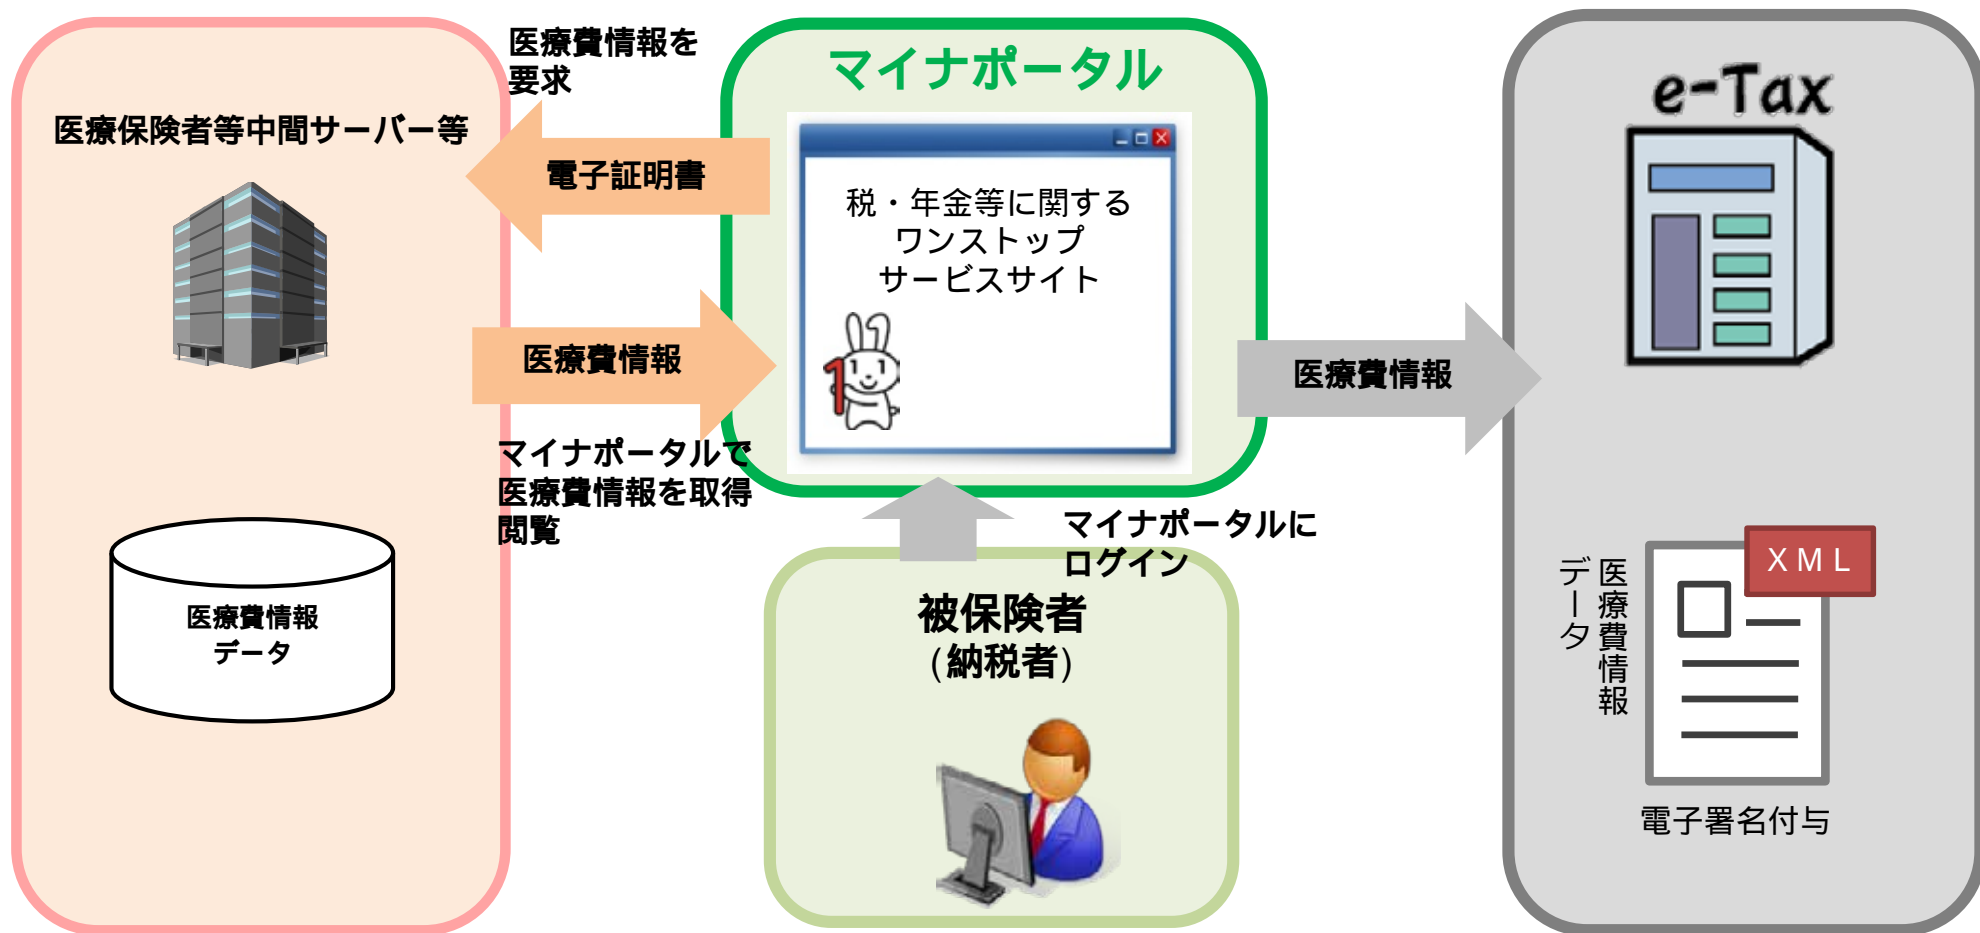 医療費情報を
要求
医療保険者等中間サーバー等
電子証明書
医療費情報
マイナポータルで
医療費情報を取得
閲覧
医療費情報
データ
マイナポータル
税・年金等に関する
ワンストップ
サービスサイト
1
マイナポータルに
ログイン
被保険者
(納税者)
医療費情報
e-Tax
医療費情報
データ
XML
電子署名付与